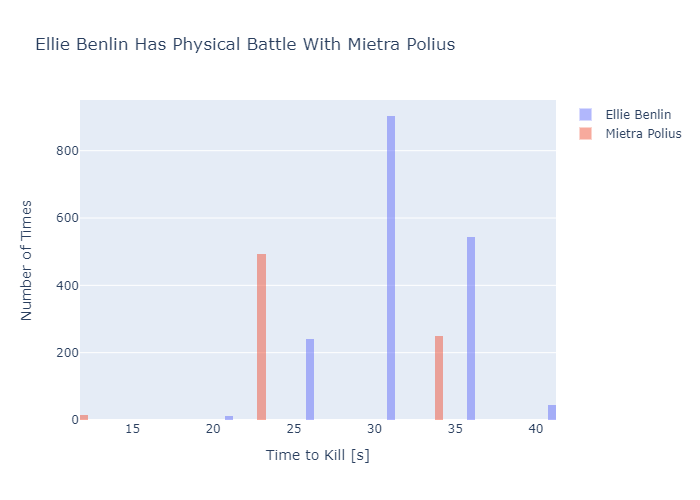 Ellie Benlin Has Physical Battle With Mietra Polius
Ellie Benlin
Mietra Polius
800
600
400
200
0
15 20 25 30 35 40
Number of Times
Time to Kill [s]